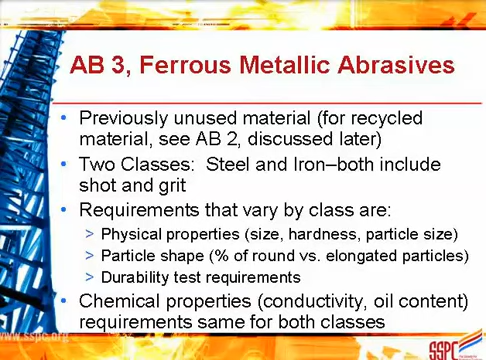 AB 3, Ferrous Metallic Abrasives
• Previously unused material (for recycled
material, see AB 2, discussed later)
• Two Classes:  Steel and Iron–both include
shot and grit
• Requirements that vary by class are:
> Physical properties (size, hardness, particle size)
> Particle shape (% of round vs. elongated particles)
> Durability test requirements
• Chemical properties (conductivity, oil content)
requirements same for both classes
www.sspc.org
SSPC